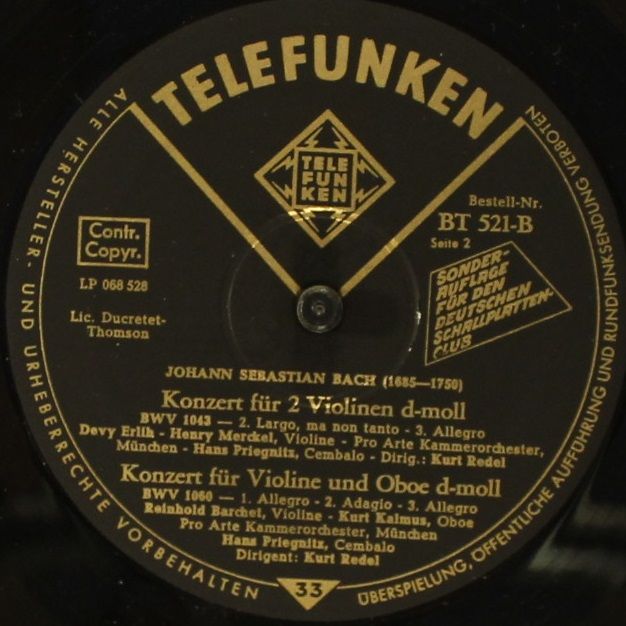 TELEFUNKEN
TELE
FUN
KEN
ALLE HERSTELLER- UND URHEBERRECHTE VORBEHALTEN
Contr.
Copyr.
LP 068 528
Lic. Ducretet-
Thomson
Bestell-Nr.
BT 521-B
Seite 2
SONDER-
AUFLAGE
FÜR DEN
DEUTSCHEN
SCHALLPLATTEN-
CLUB
JOHANN SEBASTIAN BACH (1685—1750)
Konzert für 2 Violinen d-moll
BWV 1043 — 2. Largo, ma non tanto - 3. Allegro
Devy Erlih - Henry Merckel, Violine - Pro Arte Kammerorchester,
München - Hans Priegnitz, Cembalo - Dirig.: Kurt Redel
Konzert für Violine und Oboe d-moll
BWV 1060 — 1. Allegro - 2. Adagio - 3. Allegro
Reinhold Barchet, Violine - Kurt Kalmus, Oboe
Pro Arte Kammerorchester, München
Hans Priegnitz, Cembalo
Dirigent: Kurt Redel
33
ÜBERSPIELUNG, ÖFFENTLICHE AUFFÜHRUNG UND RUNDFUNKSENDUNG VERBOTEN